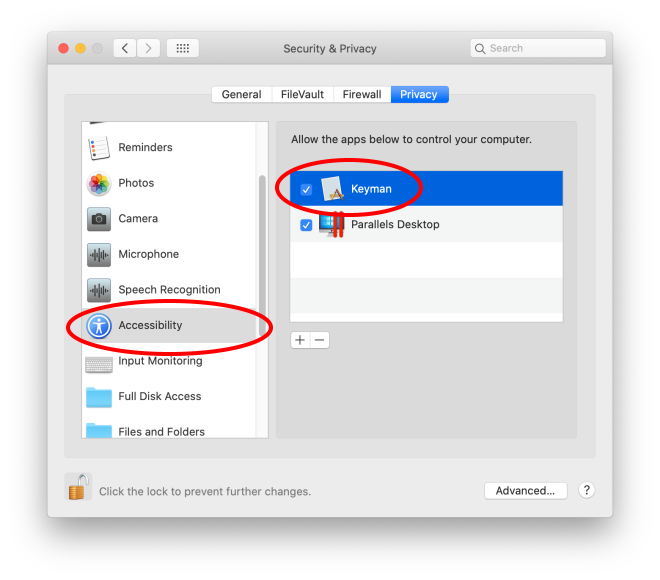 Security & Privacy
Search
General
FileVault
Firewall
Privacy
Reminders
Photos
Camera
Microphone
Speech Recognition
Accessibility
Input Monitoring
Full Disk Access
Files and Folders
Allow the apps below to control your computer.
Keyman
Parallels Desktop
Click the lock to prevent further changes.
Advanced...
?